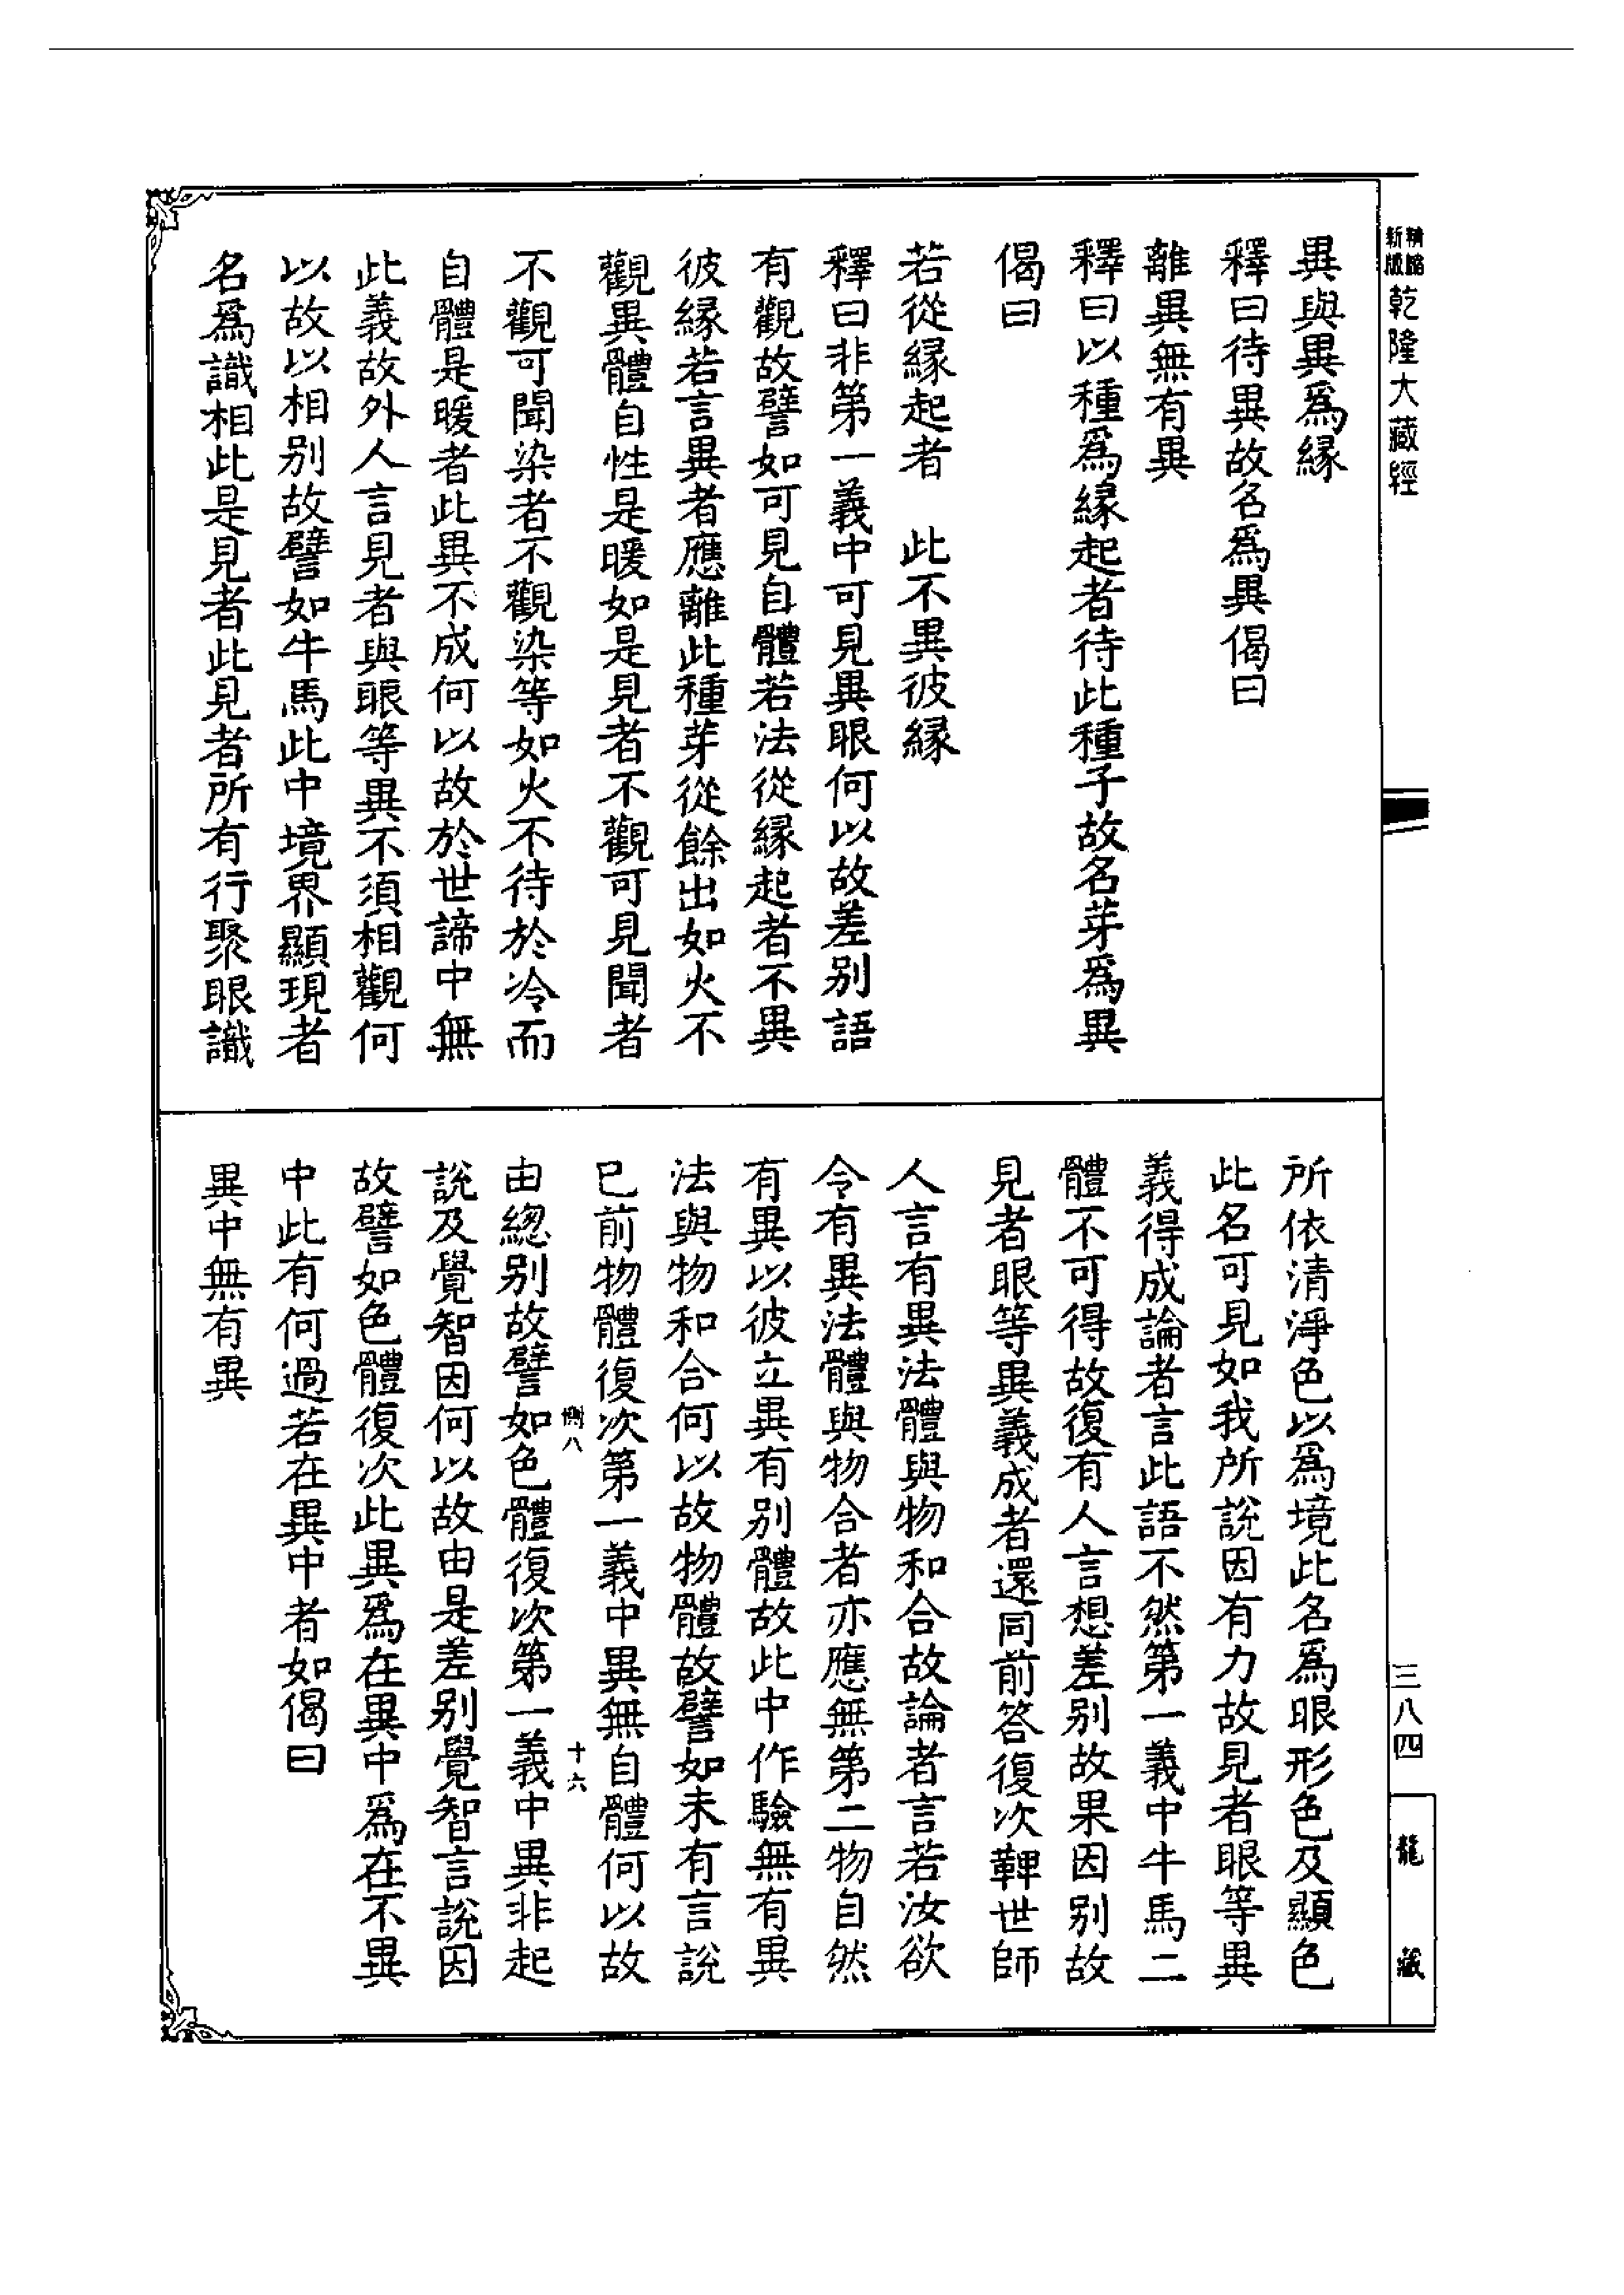 新版
乾隆大藏經
異與異爲緣
釋曰待異故名爲異偈曰
離異無有異
釋曰以種爲緣起者待此種子故名芽爲異
偈曰
若從緣起者　此不異彼緣
釋曰非第一義中可見異眼何以故差別語
有觀故譬如可見自體若法從緣起者不異
彼緣若言異者應離此種芽從餘出如火不
觀異體自性是暖如是見者不觀可見聞者
不觀可聞染者不觀染等如火不待於冷而
自體是暖者此異不成何以故於世諦中無
此義故外人言見者與眼等異不須相觀何
以故以相別故譬如牛馬此中境界顯現者
名爲識相此是見者此見者所有行聚眼識
所依清淨色以爲境此名爲眼形色及顯色
此名可見如我所說因有力故見者眼等異
義得成論者言此語不然第一義中牛馬二
體不可得故復有人言想差別故果因別故
見者眼等異義成者還同前答復次鞞世師
人言有異法體與物和合故論者言若汝欲
令有異法體與物合者亦應無第二物自然
有異以彼立異有別體故此中作驗無有異
法與物和合何以故物體故譬如未有言說
已前物體復次第一義中異無自體何以故
惻八　十六
由總別故譬如色體復次第一義中異非起
說及覺智因何以故由是差別覺智言說因
故譬如色體復次此異爲在異中爲在不異
中此有何過若在異中者如偈曰
異中無有異
三八四
龍藏